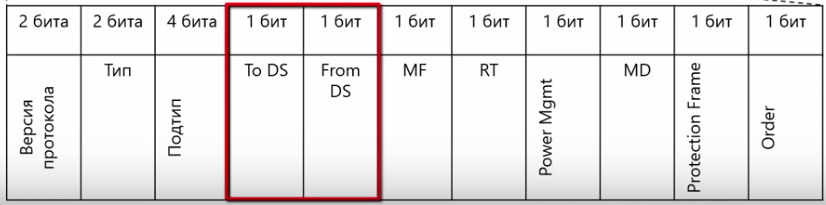 2 бита 2 бита 4 бита 1 бит 1 бит 1 бит 1 бит 1 бит 1 бит 1 бит 1 бит
Версия
протокола
Тип
Подтип
To DS
From
DS
MF
RT
Power Mgmt
MD
Protection Frame
Order